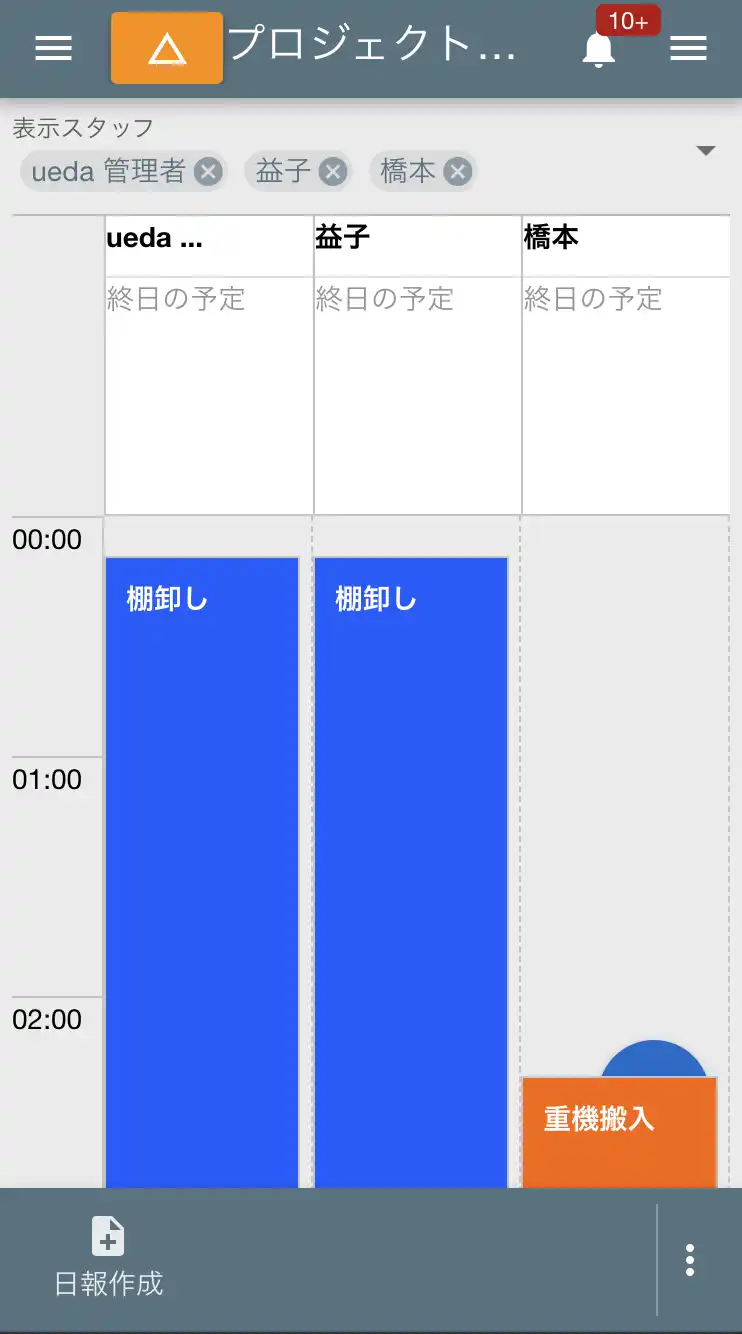 プロジェクト...
10+
表示スタッフ
ueda 管理者 益子 橋本
ueda ... 益子 橋本
終日の予定 終日の予定 終日の予定
00:00
棚卸し 棚卸し
01:00
02:00
重機搬入
日報作成